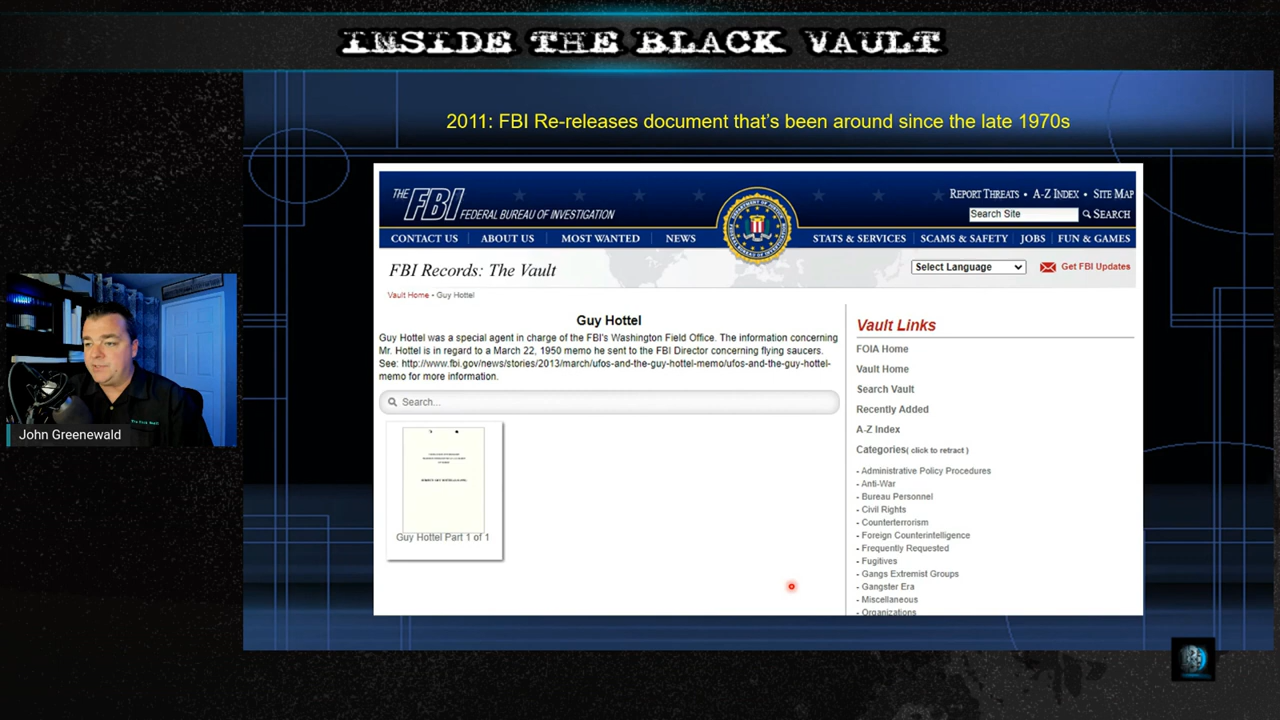 INSIDE THE BLACK VAULT
2011: FBI Re-releases document that's been around since the late 1970s
THE FBI FEDERAL BUREAU OF INVESTIGATION
REPORT THREATS • A-Z INDEX • SITE MAP
Search Site SEARCH
CONTACT US ABOUT US MOST WANTED NEWS STATS & SERVICES SCAMS & SAFETY JOBS FUN & GAMES
FBI Records: The Vault
Select Language Get FBI Updates
Vault Home • Guy Hottel
Guy Hottel
Guy Hottel was a special agent in charge of the FBI's Washington Field Office. The information concerning
Mr. Hottel is in regard to a March 22, 1950 memo he sent to the FBI Director concerning flying saucers.
See: http://www.fbi.gov/news/stories/2013/march/ufos-and-the-guy-hottel-memo/ufos-and-the-guy-hottel-
memo for more information.
Search...
Guy Hottel Part 1 of 1
Vault Links
FOIA Home
Vault Home
Search Vault
Recently Added
A-Z Index
Categories( click to retract )
- Administrative Policy Procedures
- Anti-War
- Bureau Personnel
- Civil Rights
- Counterterrorism
- Foreign Counterintelligence
- Frequently Requested
- Fugitives
- Gangs Extremist Groups
- Gangster Era
- Miscellaneous
- Organizations
John Greenewald